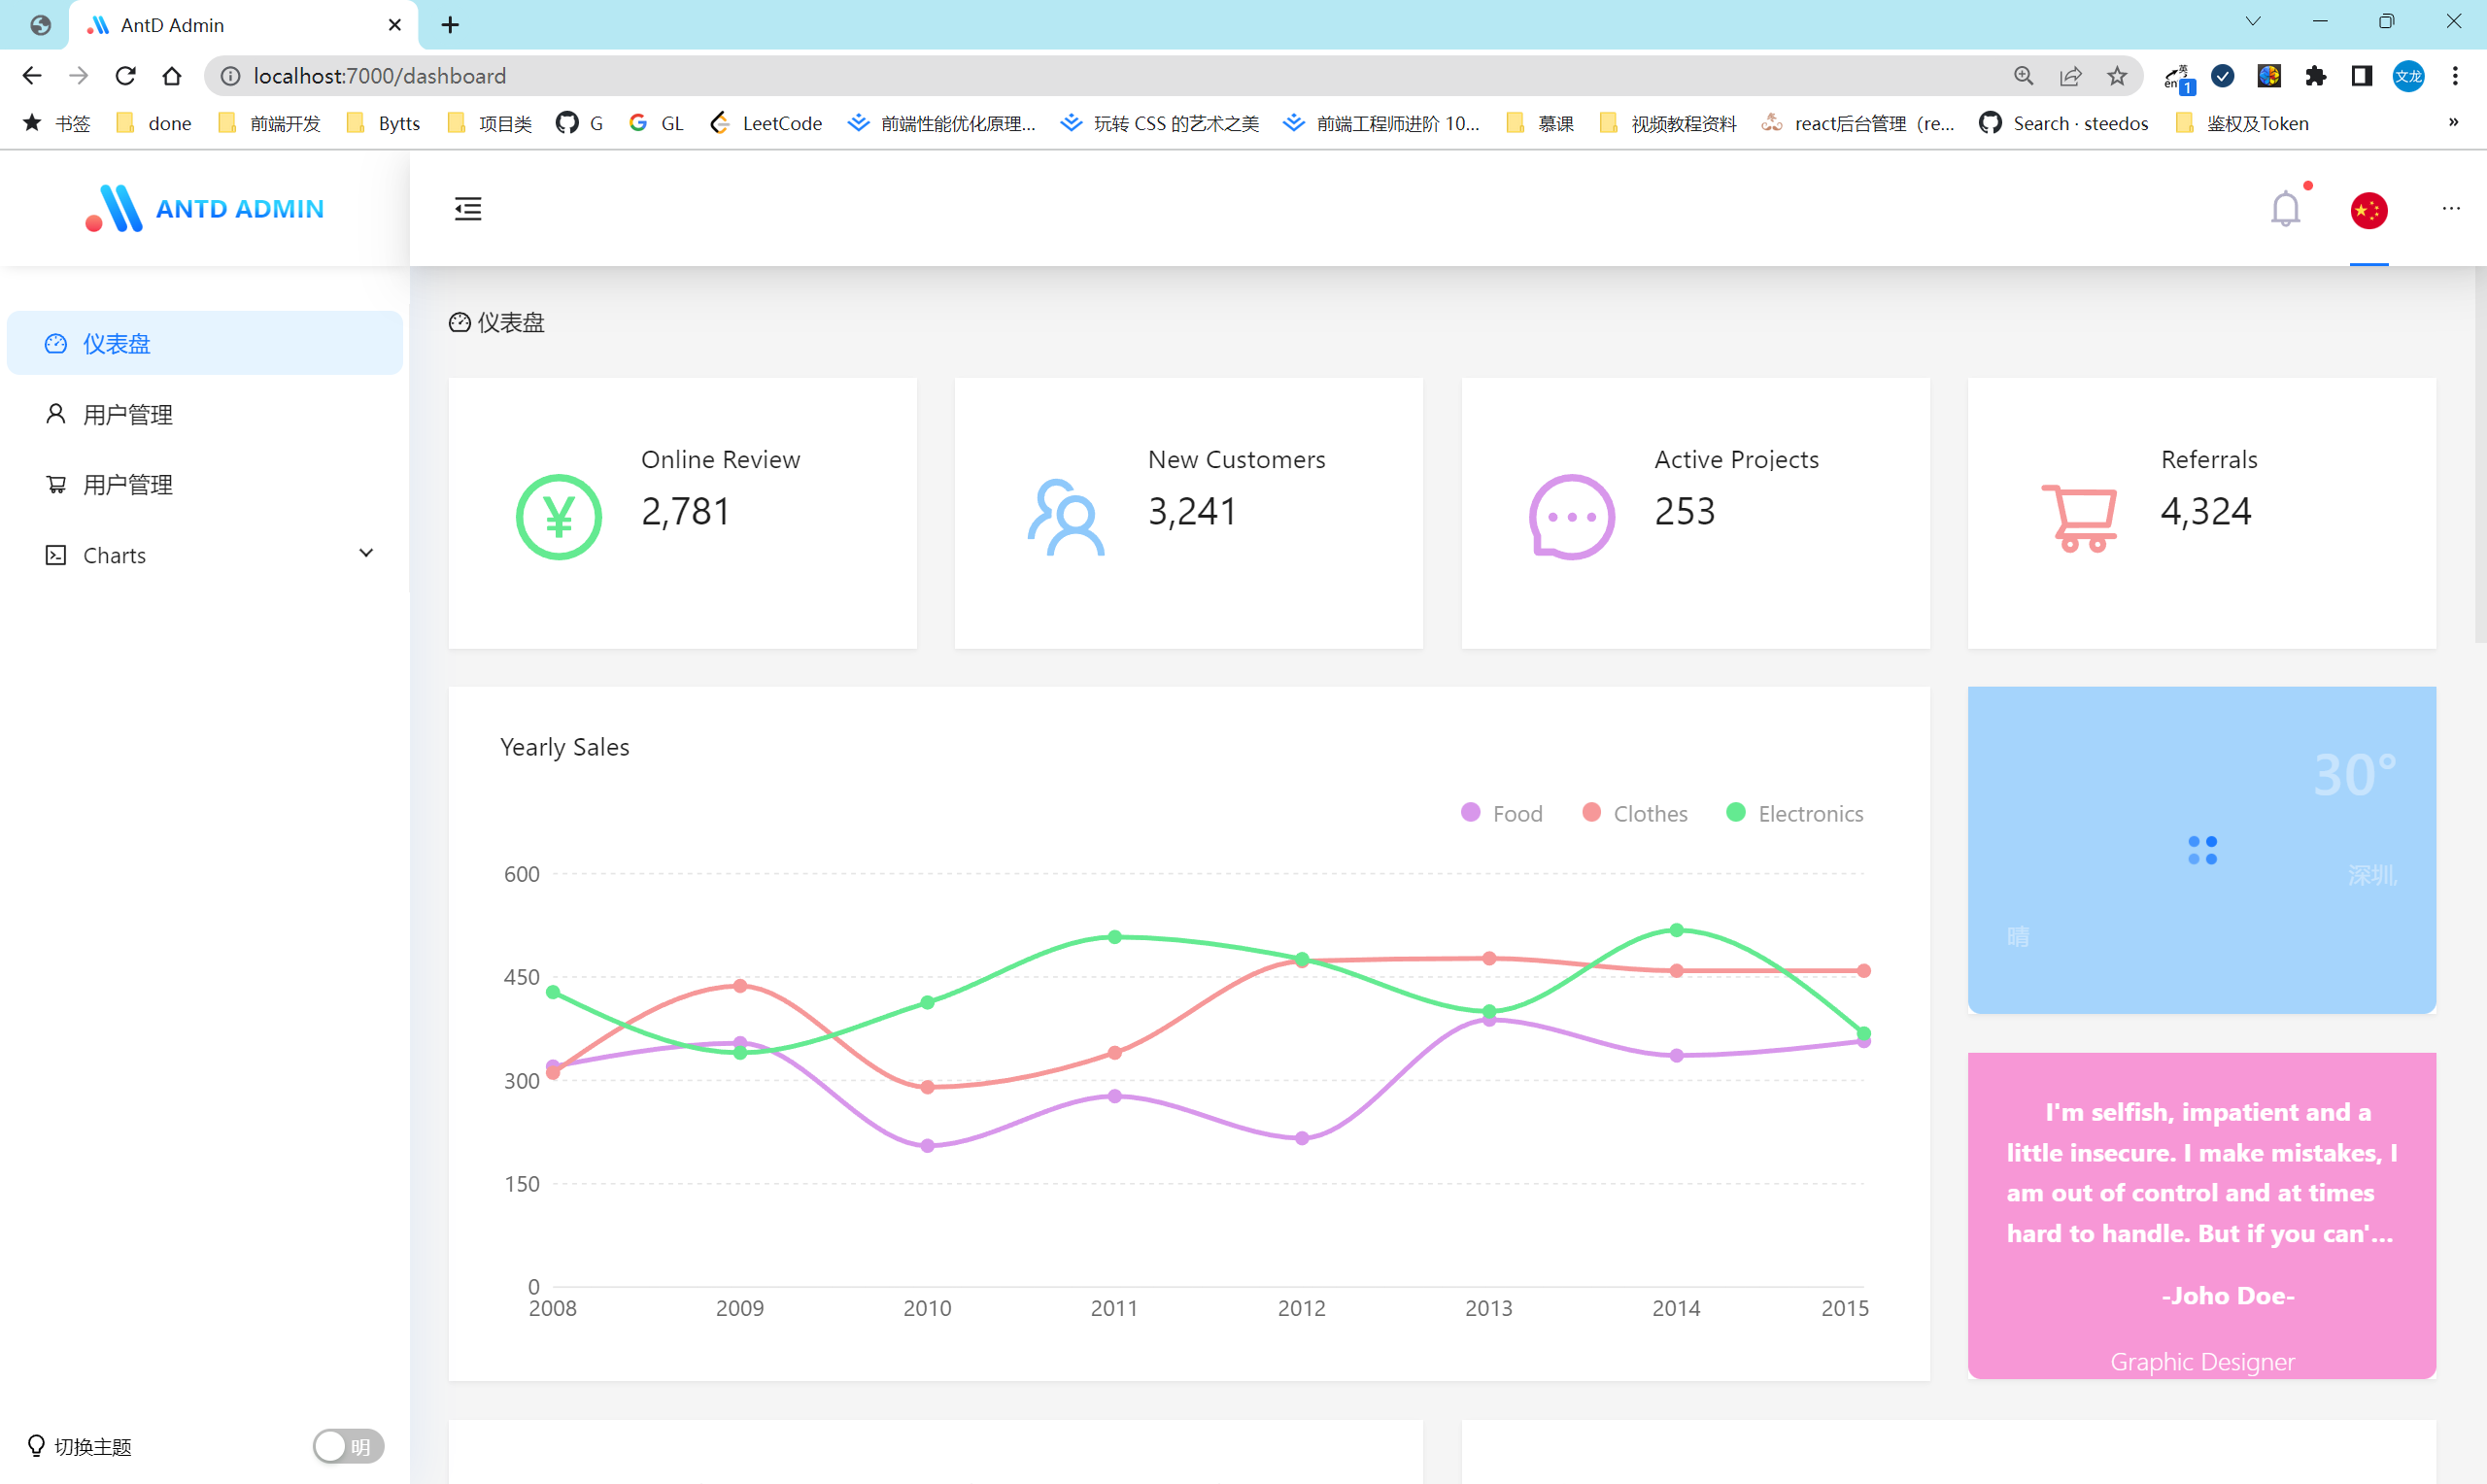 AntD Admin
localhost:7000/dashboard
英
en
1
文龙
书签
done
前端开发
Bytts
项目类
G
GL
LeetCode
前端性能优化原理...
玩转 CSS 的艺术之美
前端工程师进阶 10...
慕课
视频教程资料
react后台管理（re...
Search · steedos
鉴权及Token
»
ANTD ADMIN
仪表盘
用户管理
用户管理
Charts
切换主题
明
仪表盘
Online Review
2,781
New Customers
3,241
Active Projects
253
Referrals
4,324
Yearly Sales
Food
Clothes
Electronics
600
450
300
150
0
2008
2009
2010
2011
2012
2013
2014
2015
30°
深圳,
晴
I'm selfish, impatient and a
little insecure. I make mistakes, I
am out of control and at times
hard to handle. But if you can'...
-Joho Doe-
Graphic Designer